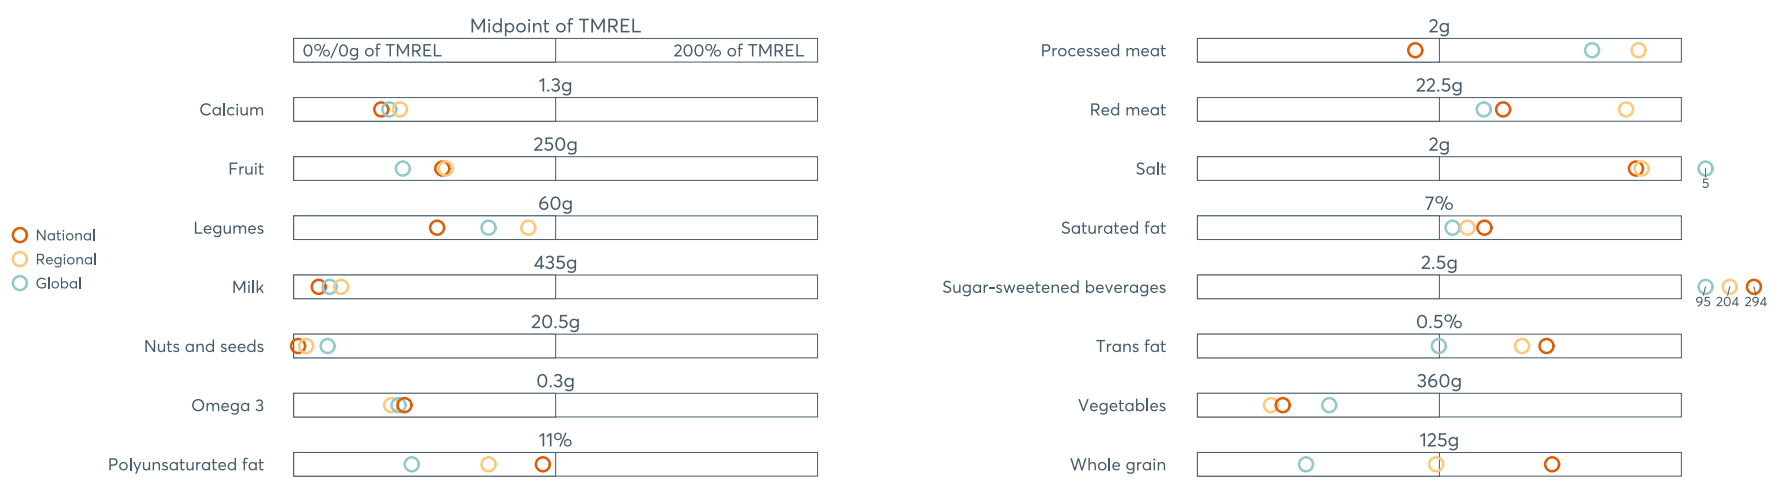 Midpoint of TMREL
0%/0g of TMREL 200% of TMREL
1.3g
Calcium
250g
Fruit
60g
Legumes
435g
Milk
20.5g
Nuts and seeds
0.3g
Omega 3
11%
Polyunsaturated fat
National
Regional
Global
2g
Processed meat
22.5g
Red meat
2g
Salt
5
7%
Saturated fat
2.5g
Sugar-sweetened beverages
95 204 294
0.5%
Trans fat
360g
Vegetables
125g
Whole grain